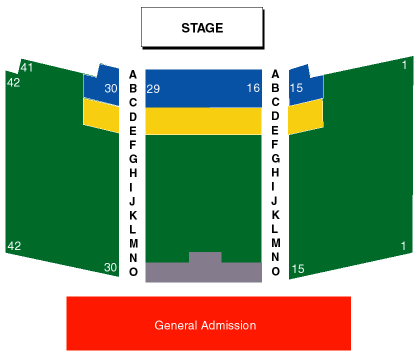 STAGE
41
42
30
29
16
15
1
A A
B B
C C
D D
E E
F F
G G
H H
I I
J J
K K
L L
M M
N N
O O
42
30
15
1
General Admission